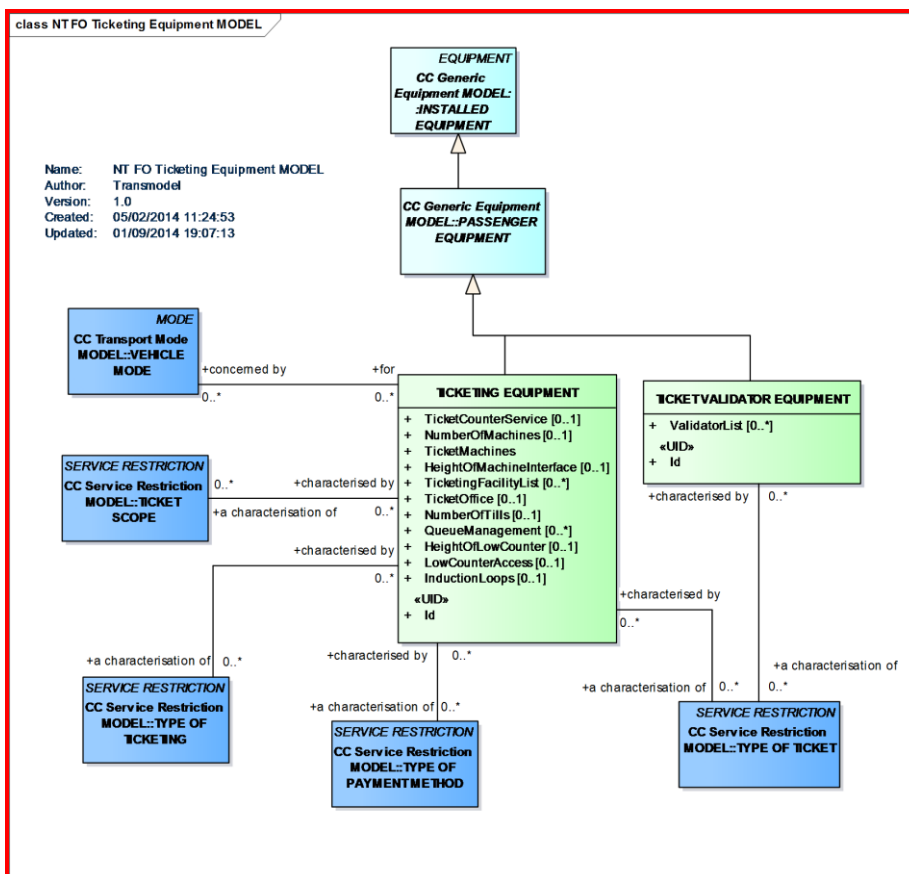 class NT FO Ticketing Equipment MODEL
EQUIPMENT
CC Generic
Equipment MODEL:
:INSTALLED
EQUIPMENT
Name: NT FO Ticketing Equipment MODEL
Author: Transmodel
Version: 1.0
Created: 05/02/2014 11:24:53
Updated: 01/09/2014 19:07:13
CC Generic Equipment
MODEL::PASSENGER
EQUIPMENT
MODE
CC Transport Mode
MODEL::VEHICLE
MODE
+concerned by
+for
0..*
0..*
TICKETING EQUIPMENT
+ TicketCounterService [0..1]
+ NumberOfMachines [0..1]
+ TicketMachines
+ HeightOfMachineInterface [0..1]
+ TicketingFacilityList [0..*]
+ TicketOffice [0..1]
+ NumberOfTills [0..1]
+ QueueManagement [0..*]
+ HeightOfLowCounter [0..1]
+ LowCounterAccess [0..1]
+ InductionLoops [0..1]
«UID»
+ Id
TICKETVALIDATOR EQUIPMENT
+ ValidatorList [0..*]
«UID»
+ Id
SERVICE RESTRICTION
CC Service Restriction
MODEL::TICKET
SCOPE
0..*
+characterised by
+a characterisation of
0..*
+characterised by
0..*
+characterised by
0..*
+characterised by
0..*
+a characterisation of
0..*
+characterised by
0..*
+a characterisation of
+a characterisation of
0..*
0..*
+a characterisation of
0..*
SERVICE RESTRICTION
CC Service Restriction
MODEL::TYPE OF
TICKETING
SERVICE RESTRICTION
CC Service Restriction
MODEL::TYPE OF
PAYMENT METHOD
SERVICE RESTRICTION
CC Service Restriction
MODEL::TYPE OF TICKET